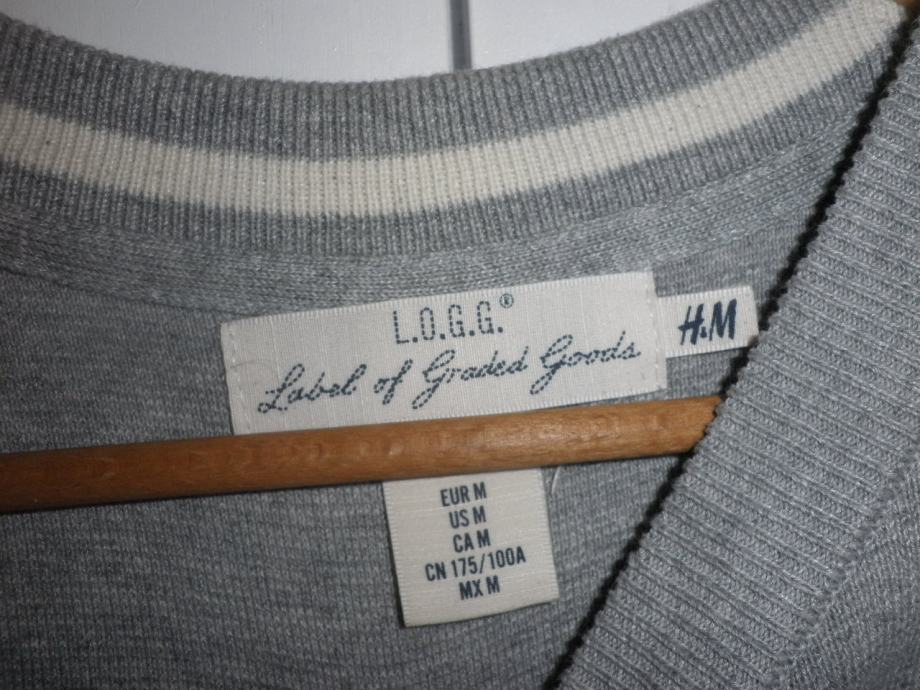 L.O.G.G.®
Label of Graded Goods
H&M
EUR M
US M
CA M
CN 175/100A
MX M